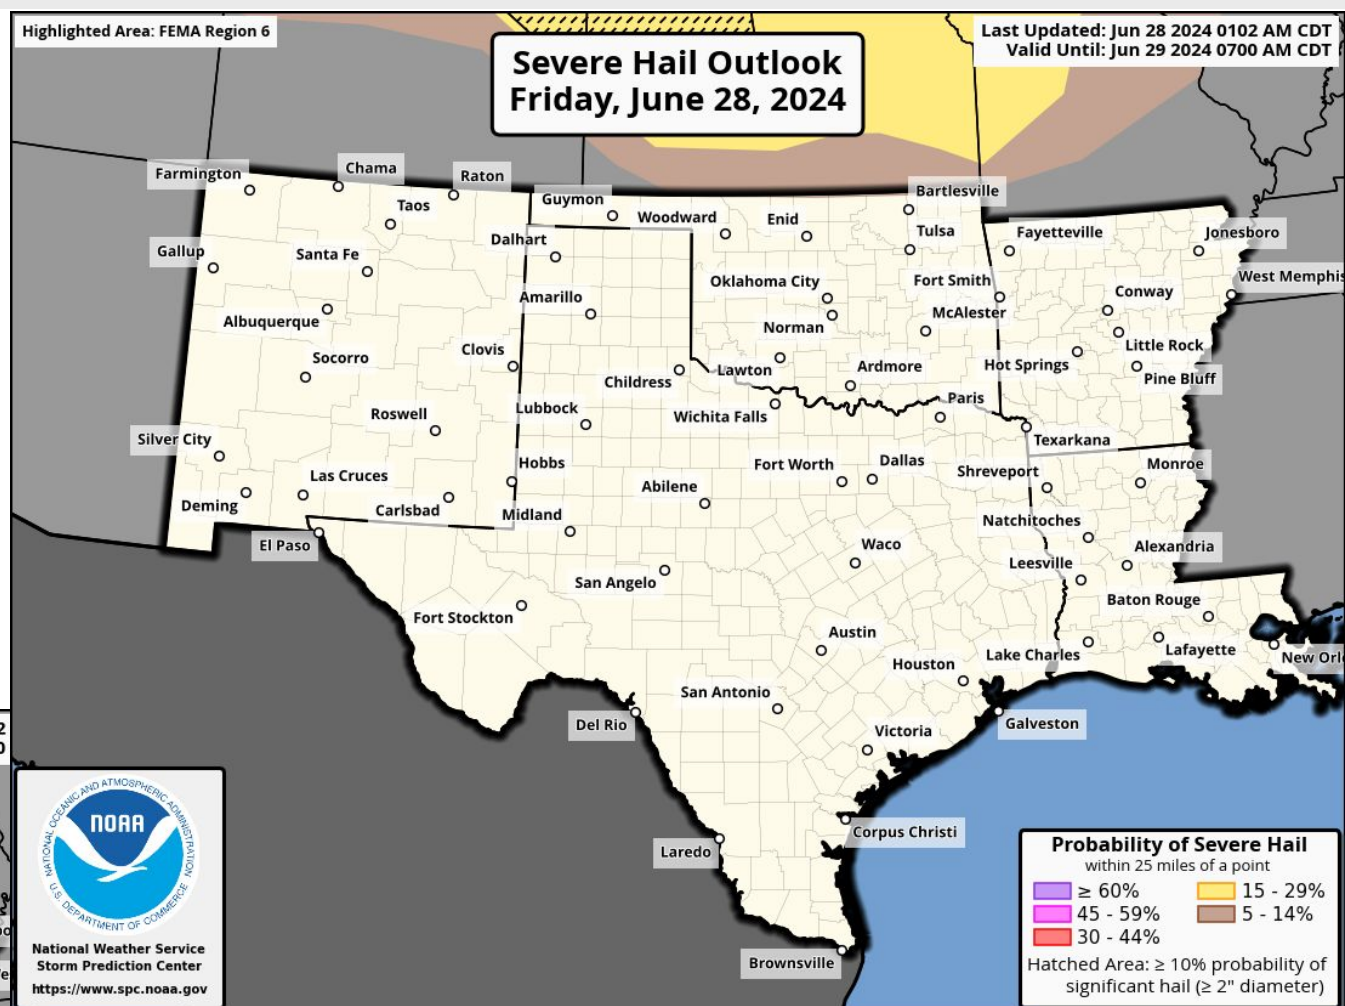 Highlighted Area: FEMA Region 6
Last Updated: Jun 28 2024 0102 AM CDT
Valid Until: Jun 29 2024 0700 AM CDT
Severe Hail Outlook
Friday, June 28, 2024
Farmington
Chama
Raton
Guymon
Bartlesville
Taos
Woodward
Enid
Tulsa
Fayetteville
Jonesboro
Gallup
Santa Fe
Dalhart
Oklahoma City
Fort Smith
West Memphis
Amarillo
Conway
Albuquerque
Norman
McAlester
Little Rock
Socorro
Clovis
Childress
Lawton
Ardmore
Hot Springs
Pine Bluff
Roswell
Lubbock
Wichita Falls
Paris
Silver City
Texarkana
Las Cruces
Hobbs
Fort Worth
Dallas
Shreveport
Monroe
Deming
Carlsbad
Midland
Abilene
Natchitoches
El Paso
Waco
Alexandria
San Angelo
Leesville
Fort Stockton
Baton Rouge
Austin
Houston
Lake Charles
Lafayette
New Orl
San Antonio
Del Rio
Victoria
Galveston
2
0
Corpus Christi
Laredo
Brownsville
NATIONAL OCEANIC AND ATMOSPHERIC ADMINISTRATION
NOAA
U.S. DEPARTMENT OF COMMERCE
National Weather Service
Storm Prediction Center
https://www.spc.noaa.gov
Probability of Severe Hail
within 25 miles of a point
≥ 60%
15 - 29%
45 - 59%
5 - 14%
30 - 44%
Hatched Area: ≥ 10% probability of
significant hail (≥ 2" diameter)